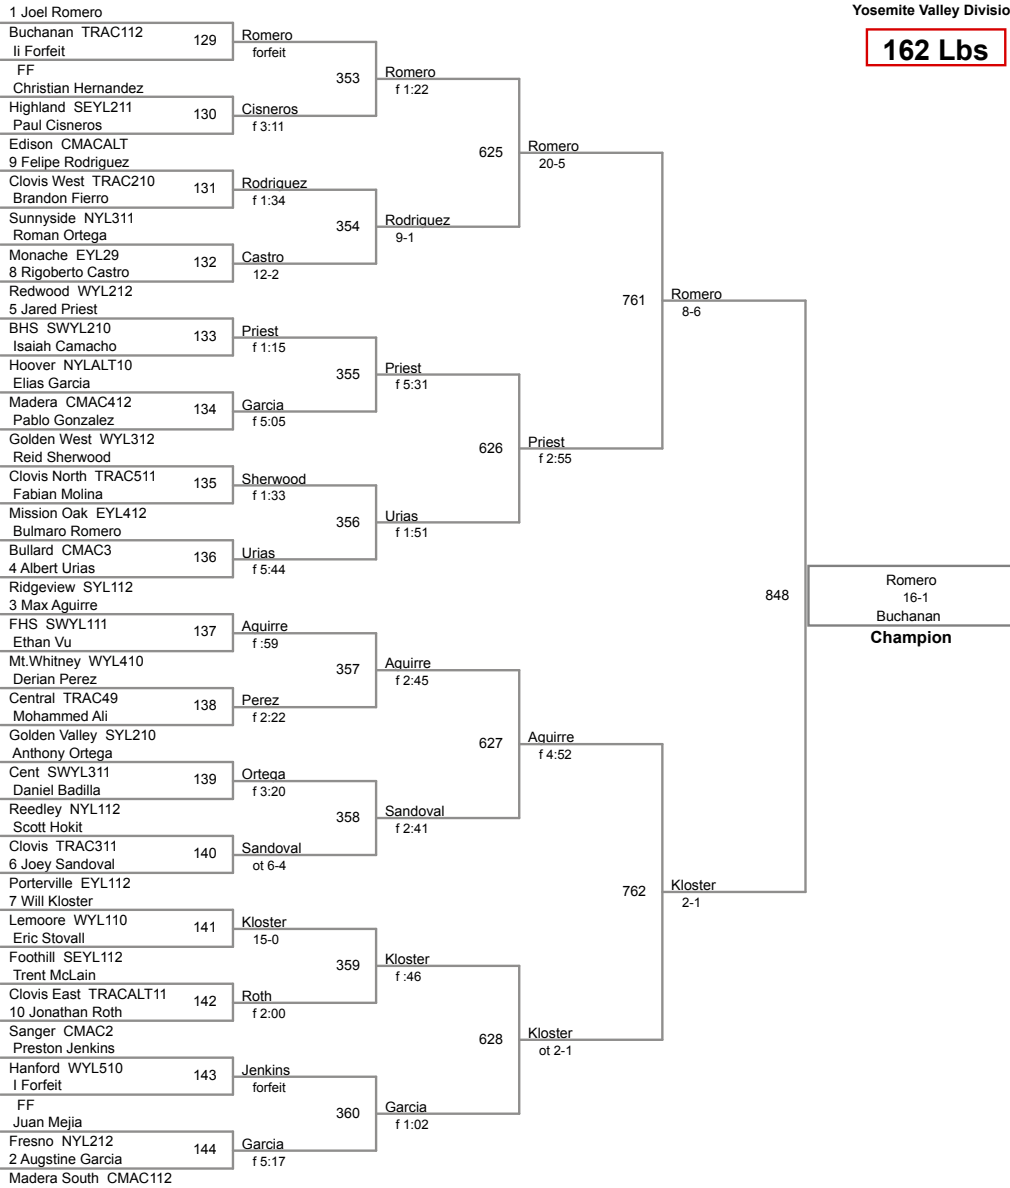 1 Joel Romero
Yosemite Valley Divisio
162 Lbs
Buchanan TRAC112
129
Romero
forfeit
Ii Forfeit
FF
353
Romero
f 1:22
Christian Hernandez
Highland SEYL211
130
Cisneros
f 3:11
Paul Cisneros
Edison CMACALT
625
Romero
20-5
9 Felipe Rodriguez
Clovis West TRAC210
131
Rodriguez
f 1:34
Brandon Fierro
Sunnyside NYL311
354
Rodriguez
9-1
Roman Ortega
Monache EYL29
132
Castro
12-2
8 Rigoberto Castro
Redwood WYL212
761
Romero
8-6
5 Jared Priest
BHS SWYL210
133
Priest
f 1:15
Isaiah Camacho
Hoover NYLALT10
355
Priest
f 5:31
Elias Garcia
Madera CMAC412
134
Garcia
f 5:05
Pablo Gonzalez
Golden West WYL312
626
Priest
f 2:55
Reid Sherwood
Clovis North TRAC511
135
Sherwood
f 1:33
Fabian Molina
Mission Oak EYL412
356
Urias
f 1:51
Bulmaro Romero
Bullard CMAC3
136
Urias
f 5:44
4 Albert Urias
Ridgeview SYL112
848
Romero
16-1
Buchanan
Champion
3 Max Aguirre
FHS SWYL111
137
Aguirre
f :59
Ethan Vu
Mt.Whitney WYL410
357
Aguirre
f 2:45
Derian Perez
Central TRAC49
138
Perez
f 2:22
Mohammed Ali
Golden Valley SYL210
627
Aguirre
f 4:52
Anthony Ortega
Cent SWYL311
139
Ortega
f 3:20
Daniel Badilla
Reedley NYL112
358
Sandoval
f 2:41
Scott Hokit
Clovis TRAC311
140
Sandoval
ot 6-4
6 Joey Sandoval
Porterville EYL112
762
Kloster
2-1
7 Will Kloster
Lemoore WYL110
141
Kloster
15-0
Eric Stovall
Foothill SEYL112
359
Kloster
f :46
Trent McLain
Clovis East TRACALT11
142
Roth
f 2:00
10 Jonathan Roth
Sanger CMAC2
628
Kloster
ot 2-1
Preston Jenkins
Hanford WYL510
143
Jenkins
forfeit
I Forfeit
FF
360
Garcia
f 1:02
Juan Mejia
Fresno NYL212
144
Garcia
f 5:17
2 Augstine Garcia
Madera South CMAC112